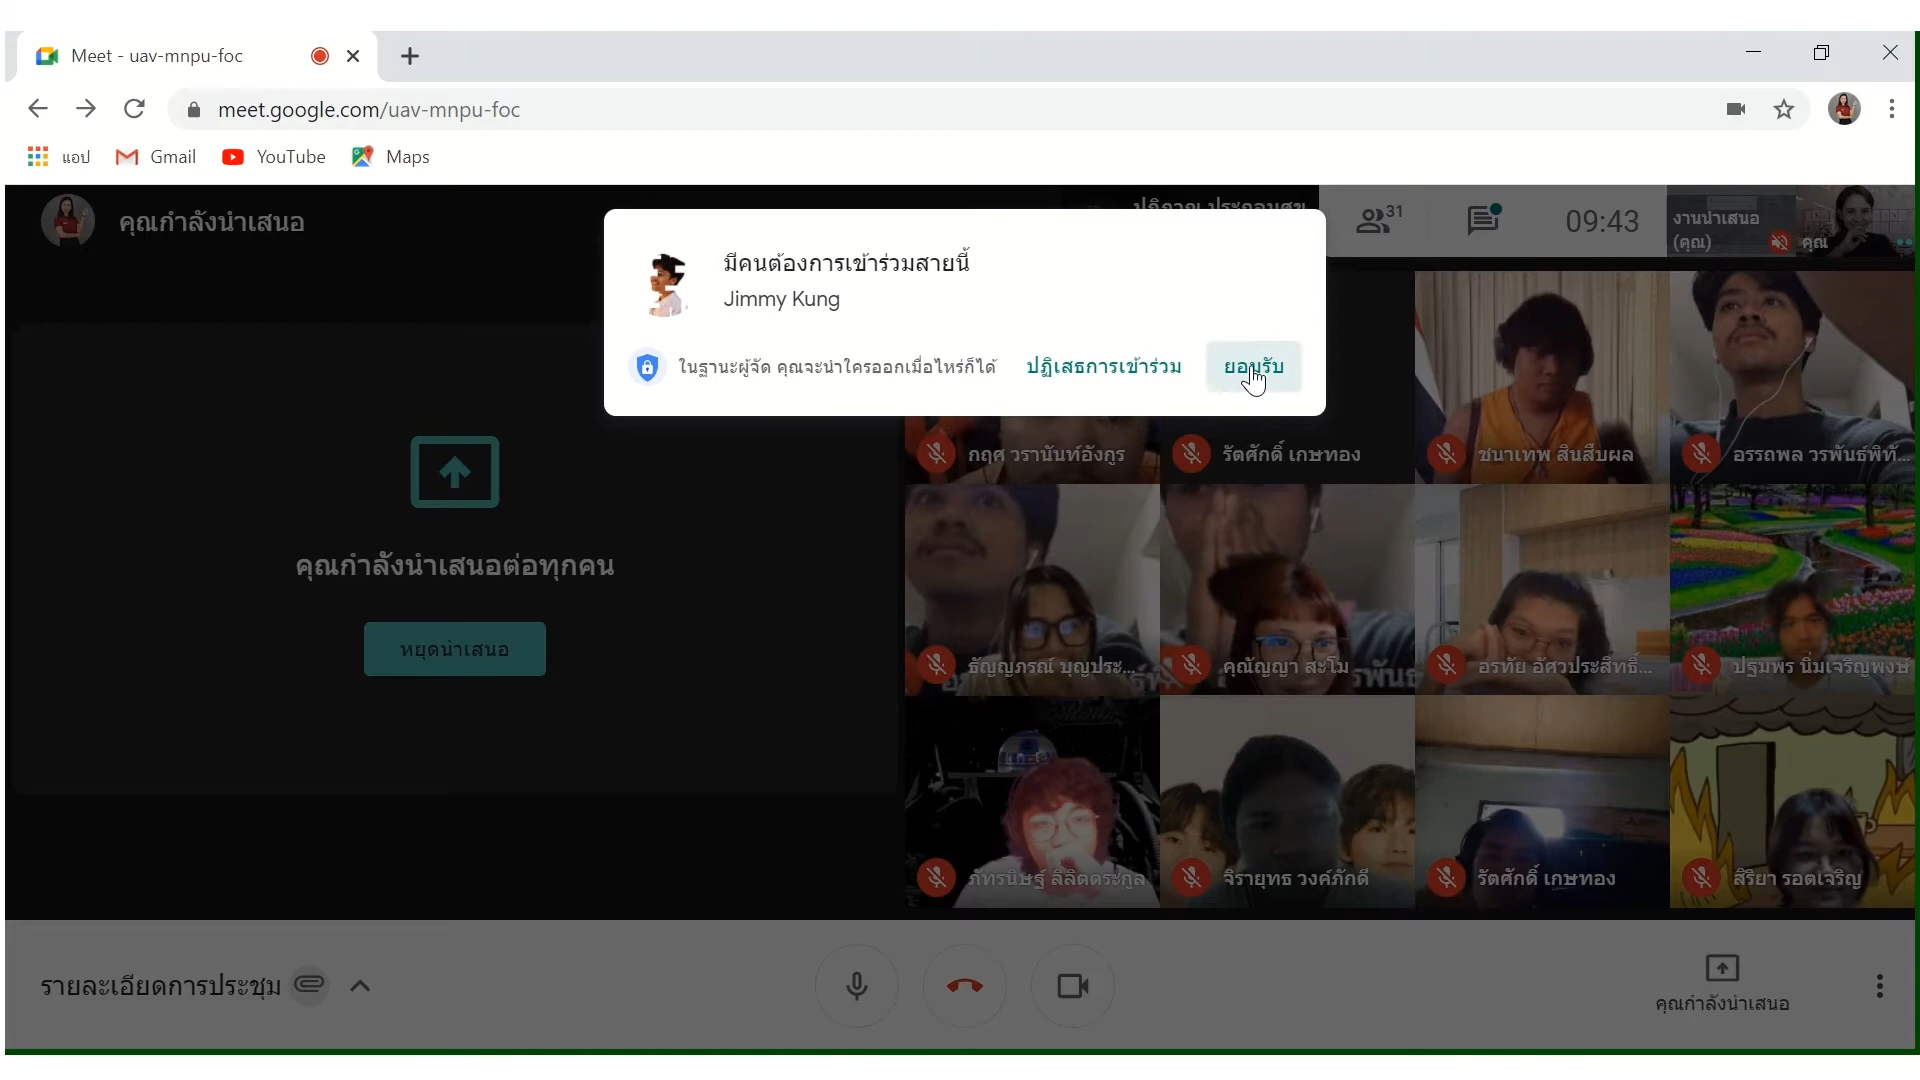 Meet - uav-mnpu-foc
meet.google.com/uav-mnpu-foc
แอป Gmail YouTube Maps
คุณกำลังนำเสนอ
31
09:43
งานนำเสนอ
(คุณ)
คุณ
มีคนต้องการเข้าร่วมสายนี้
Jimmy Kung
ในฐานะผู้จัด คุณจะนำใครออกเมื่อไหร่ก็ได้ ปฏิเสธการเข้าร่วม ยอมรับ
กฤศ วรานันท์อังกูร
รัตศักดิ์ เกษทอง
ชนาเทพ สินสืบผล
อรรถพล วรพันธ์พิทั...
คุณกำลังนำเสนอต่อทุกคน
หยุดนำเสนอ
ธัญญภรณ์ บุญประ...
คุณัญญา สะโม
อรทัย อัศวประสิทธิ์...
ปฐมพร นิ่มเจริญพงษ์
ภัทรนิษฐ์ ลิลิตตระกูล
จิรายุทธ วงค์ภักดี
รัตศักดิ์ เกษทอง
สิริยา รอตเจริญ
รายละเอียดการประชุม
คุณกำลังนำเสนอ